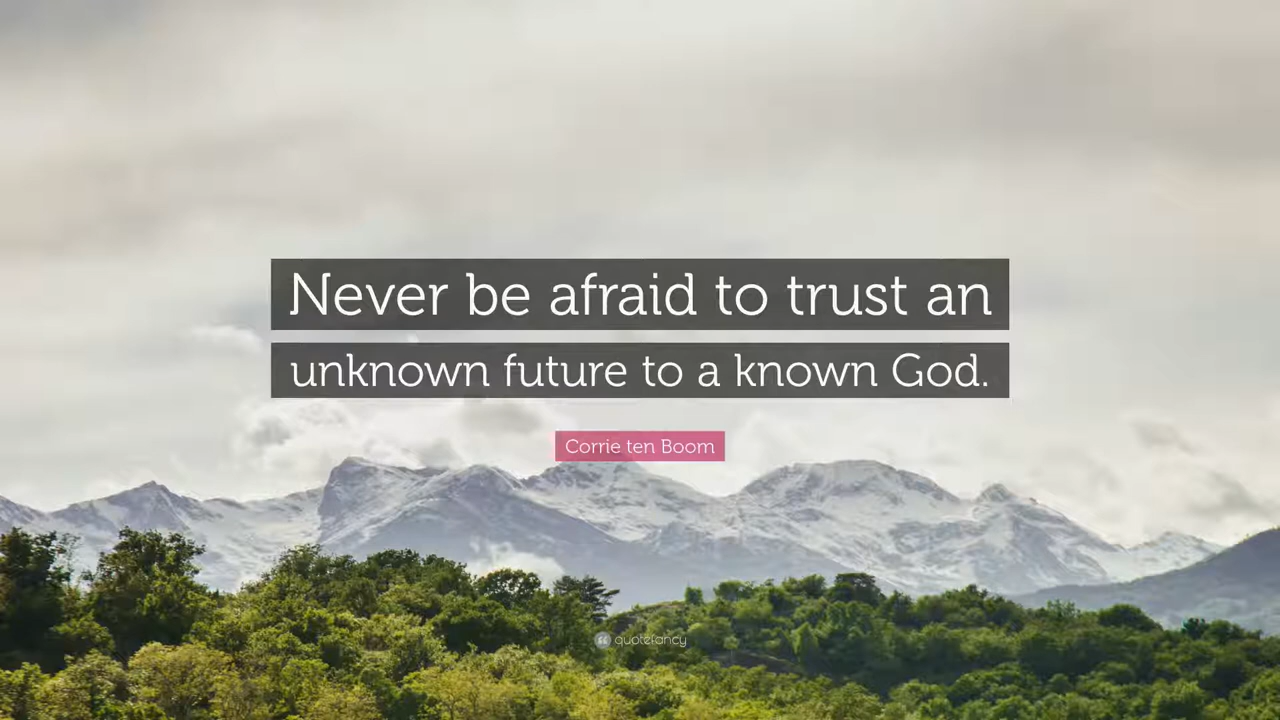 Never be afraid to trust an
unknown future to a known God.
Corrie ten Boom
quotefancy